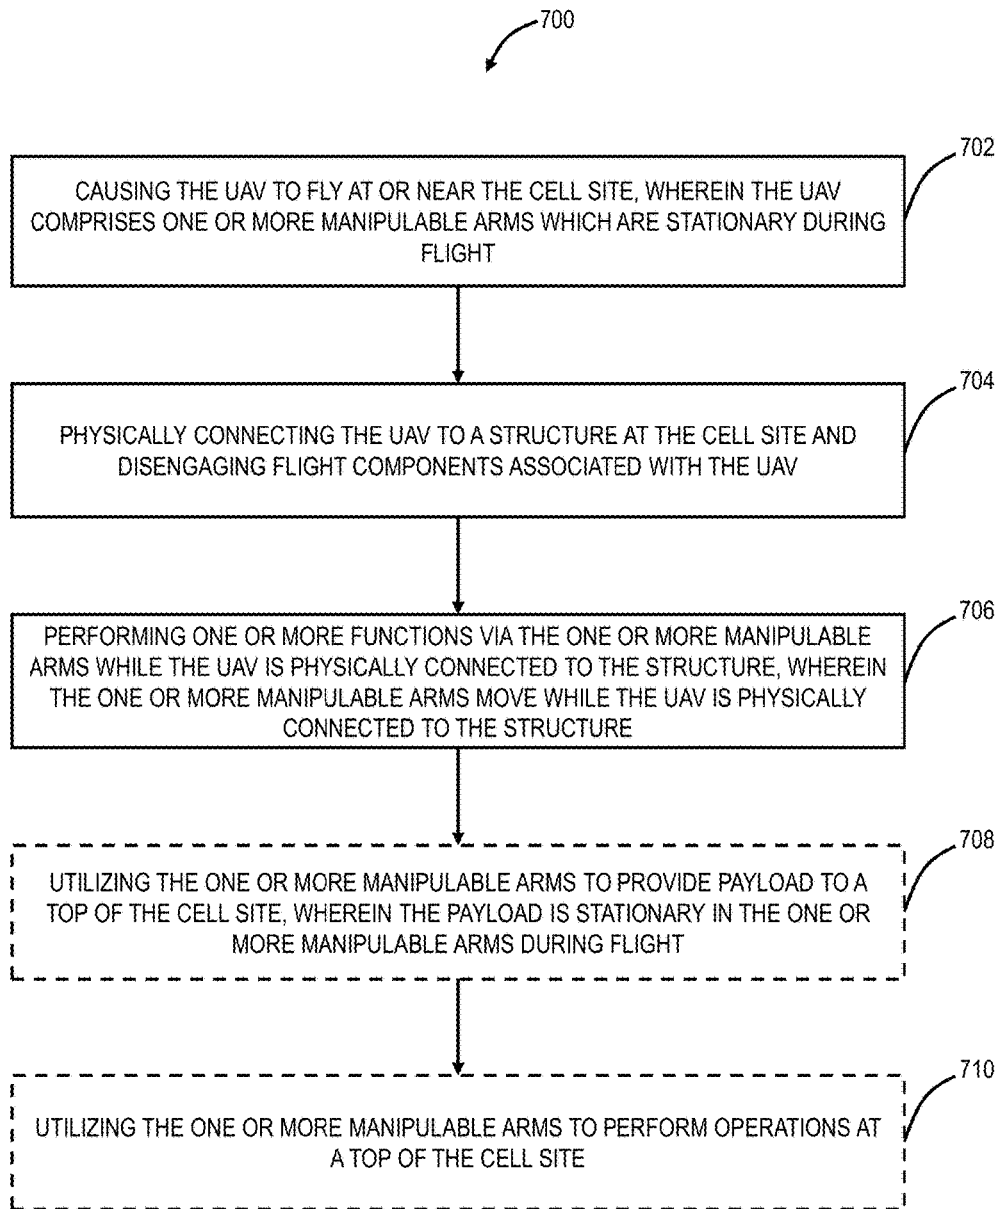 700
702
CAUSING THE UAV TO FLY AT OR NEAR THE CELL SITE, WHEREIN THE UAV
COMPRISES ONE OR MORE MANIPULABLE ARMS WHICH ARE STATIONARY DURING
FLIGHT
704
PHYSICALLY CONNECTING THE UAV TO A STRUCTURE AT THE CELL SITE AND
DISENGAGING FLIGHT COMPONENTS ASSOCIATED WITH THE UAV
706
PERFORMING ONE OR MORE FUNCTIONS VIA THE ONE OR MORE MANIPULABLE
ARMS WHILE THE UAV IS PHYSICALLY CONNECTED TO THE STRUCTURE, WHEREIN
THE ONE OR MORE MANIPULABLE ARMS MOVE WHILE THE UAV IS PHYSICALLY
CONNECTED TO THE STRUCTURE
708
UTILIZING THE ONE OR MORE MANIPULABLE ARMS TO PROVIDE PAYLOAD TO A
TOP OF THE CELL SITE, WHEREIN THE PAYLOAD IS STATIONARY IN THE ONE OR
MORE MANIPULABLE ARMS DURING FLIGHT
710
UTILIZING THE ONE OR MORE MANIPULABLE ARMS TO PERFORM OPERATIONS AT
A TOP OF THE CELL SITE